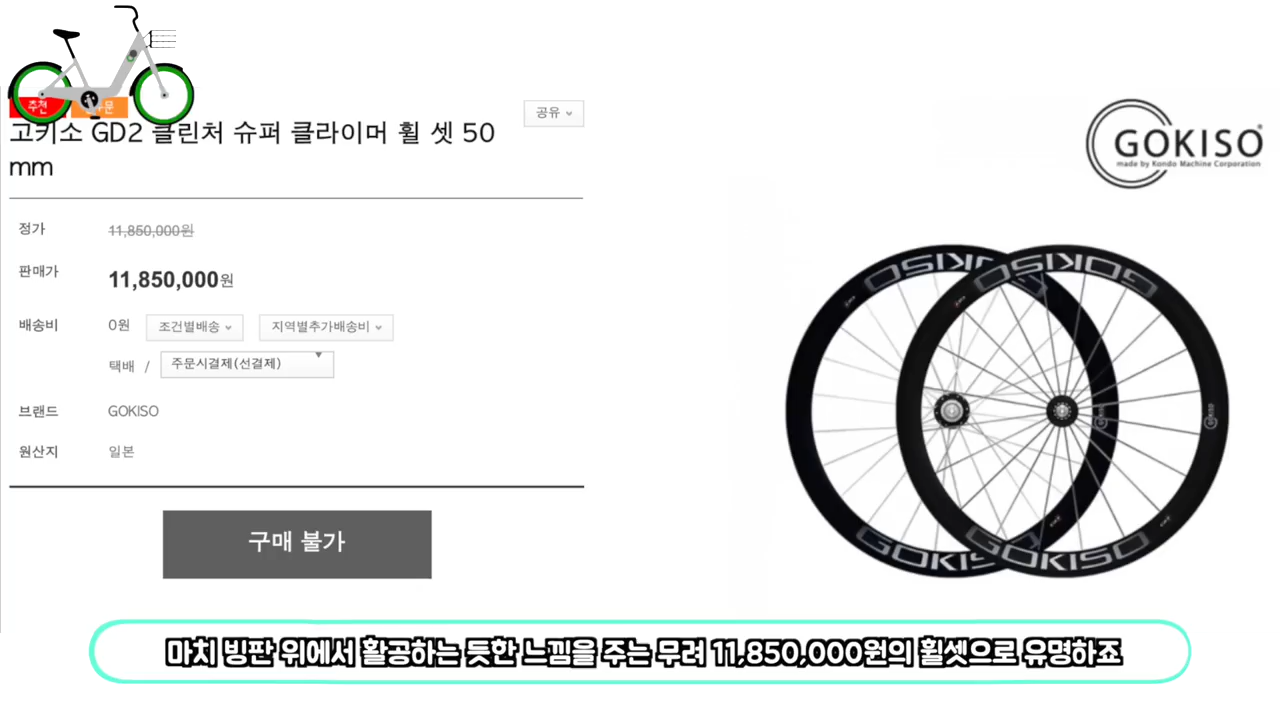 추천
주문
고키소 GD2 클린처 슈퍼 클라이머 휠 셋 50
mm
공유
정가 11,850,000원
판매가 11,850,000원
배송비 0원 조건별배송 지역별추가배송비
택배 / 주문시결제(선결제)
브랜드 GOKISO
원산지 일본
구매 불가
GOKISO
made by Kondo Machine Corporation
GOKISO
GOKISO
GOKISO
마치 빙판 위에서 활공하는 듯한 느낌을 주는 무려 11,850,000원의 휠셋으로 유명하죠